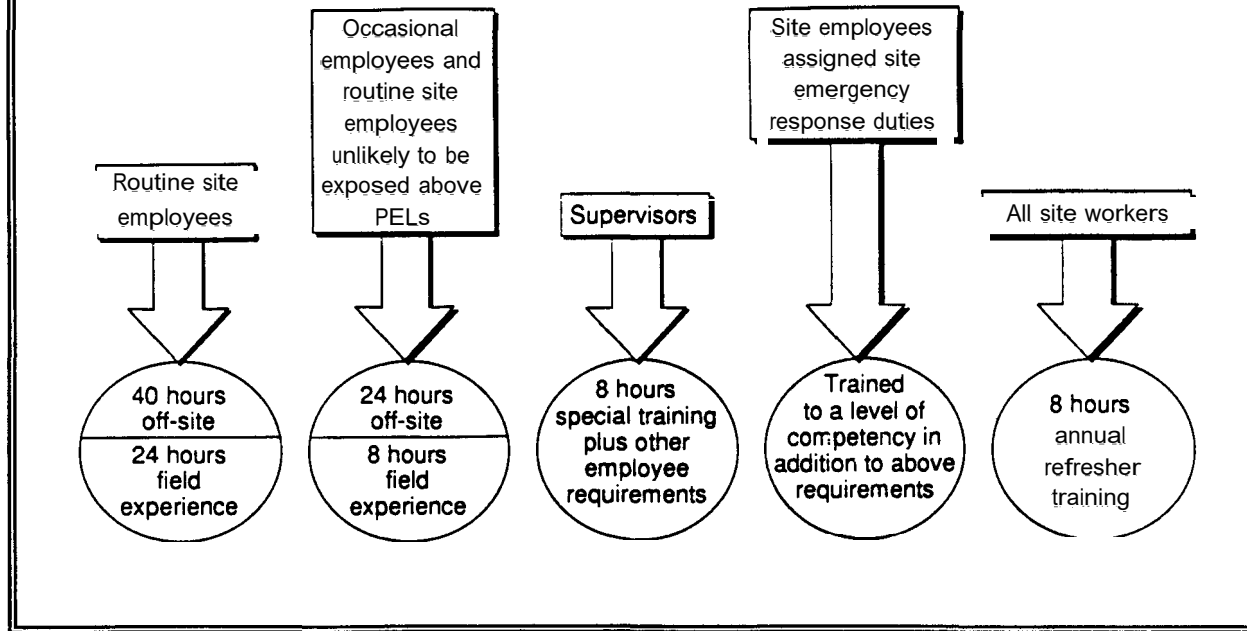 Routine site
employees
Occasional
employees and
routine site
employees
unlikely to be
exposed above
PELs
Supervisors
Site employees
assigned site
emergency
response duties
All site workers
40 hours
off-site
24 hours
field
experience
24 hours
off-site
8 hours
field
experience
8 hours
special training
plus other
employee
requirements
Trained
to a level of
competency in
addition to above
requirements
8 hours
annual
refresher
training